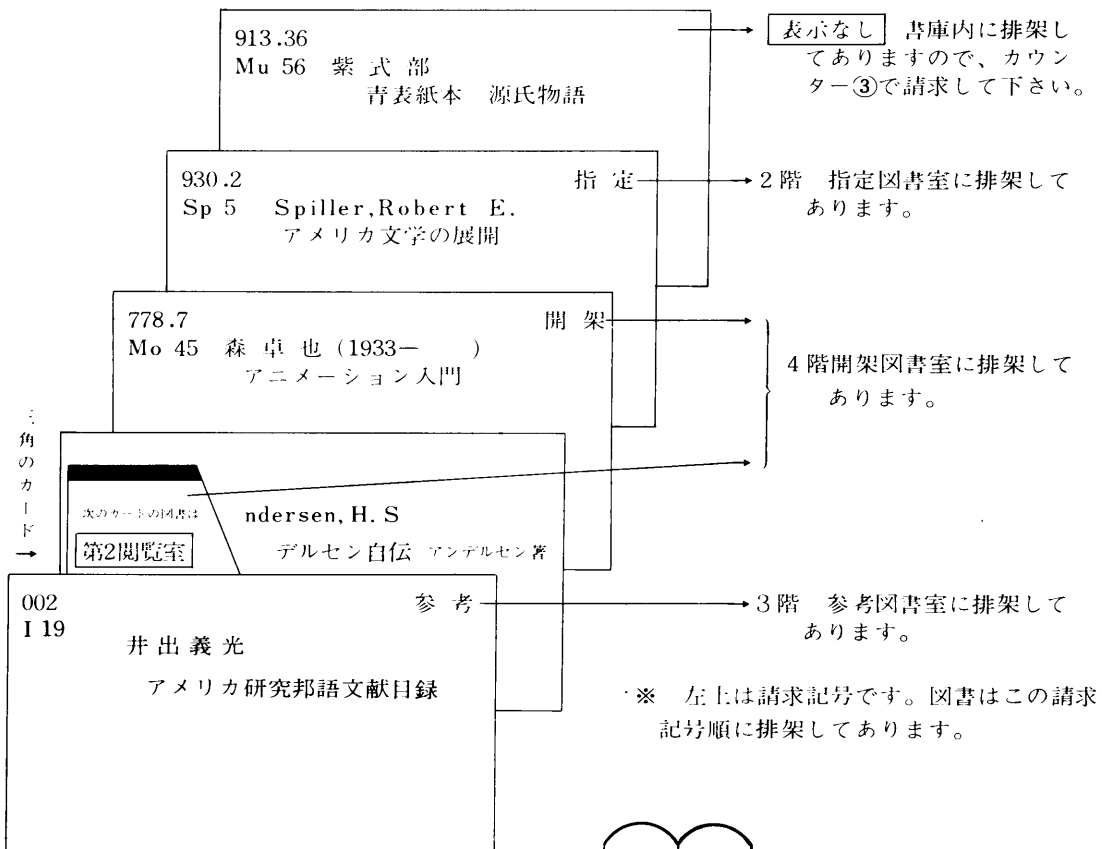 913.36
Mu 56 紫式部
青表紙本 源氏物語
表示なし 書庫内に排架し
てありますので、カウン
ター③で請求して下さい。
930.2 指定
Sp 5 Spiller,Robert E.
アメリカ文学の展開
2階 指定図書室に排架して
あります。
778.7 開架
Mo 45 森卓也(1933― )
アニメーション入門
4階開架図書室に排架して
あります。
三角のカード
次のカードの図書は
第2閲覧室
ndersen, H. S
デルセン自伝 アンデルセン著
002 参考
I 19
井出義光
アメリカ研究邦語文献目録
3階 参考図書室に排架して
あります。
※ 左上は請求記号です。図書はこの請求
記号順に排架してあります。